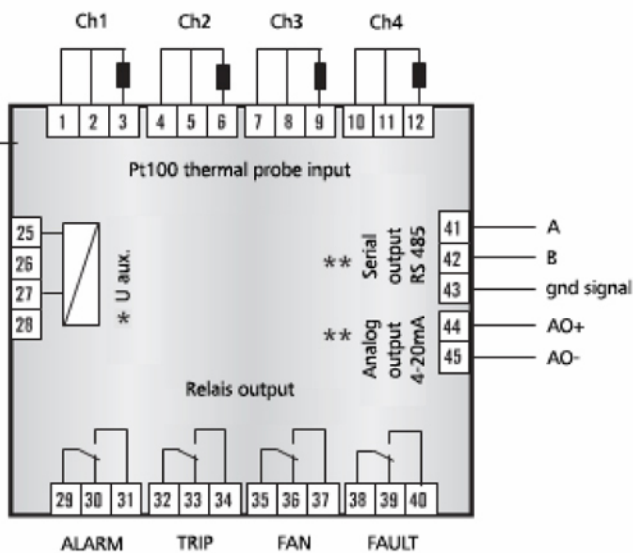 Ch1 Ch2 Ch3 Ch4
1 2 3 4 5 6 7 8 9 10 11 12
Pt100 thermal probe input
25
26
27
28
* U aux.
** Serial
output
RS 485
41 A
42 B
43 gnd signal
** Analog
output
4-20mA
44 AO+
45 AO-
Relais output
29 30 31 32 33 34 35 36 37 38 39 40
ALARM TRIP FAN FAULT